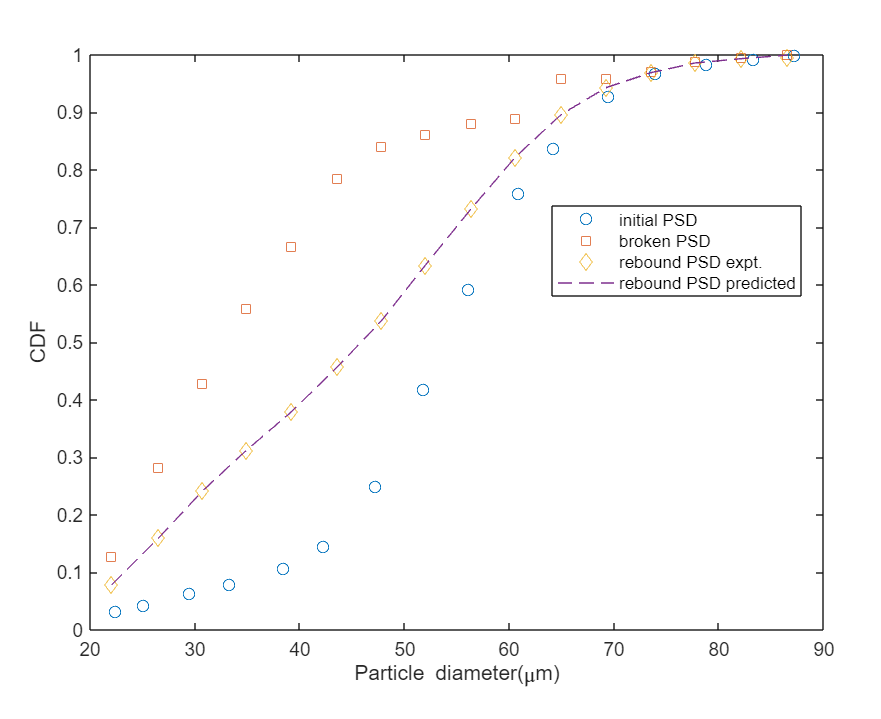 1
0.9
0.8
0.7
0.6
0.5
0.4
0.3
0.2
0.1
0
CDF
initial PSD
broken PSD
rebound PSD expt.
rebound PSD predicted
20 30 40 50 60 70 80 90
Particle diameter(μm)